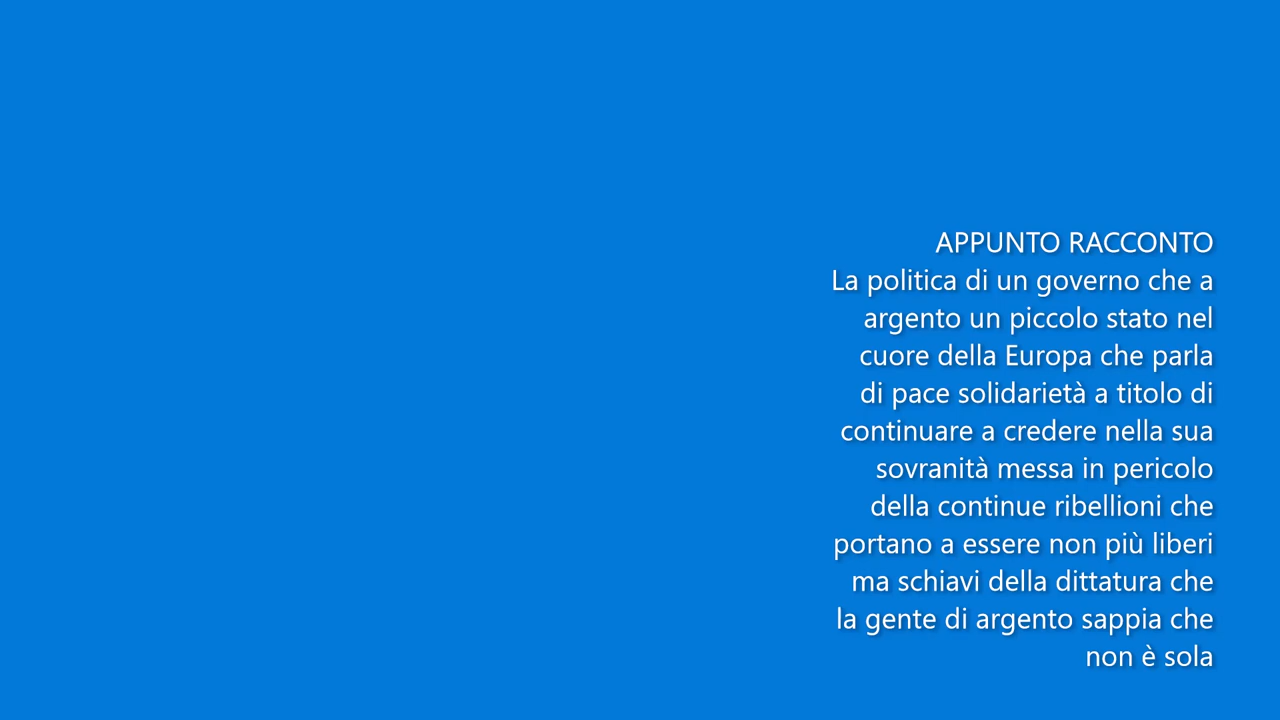 APPUNTO RACCONTO
La politica di un governo che a
argento un piccolo stato nel
cuore della Europa che parla
di pace solidarietà a titolo di
continuare a credere nella sua
sovranità messa in pericolo
della continue ribellioni che
portano a essere non più liberi
ma schiavi della dittatura che
la gente di argento sappia che
non è sola